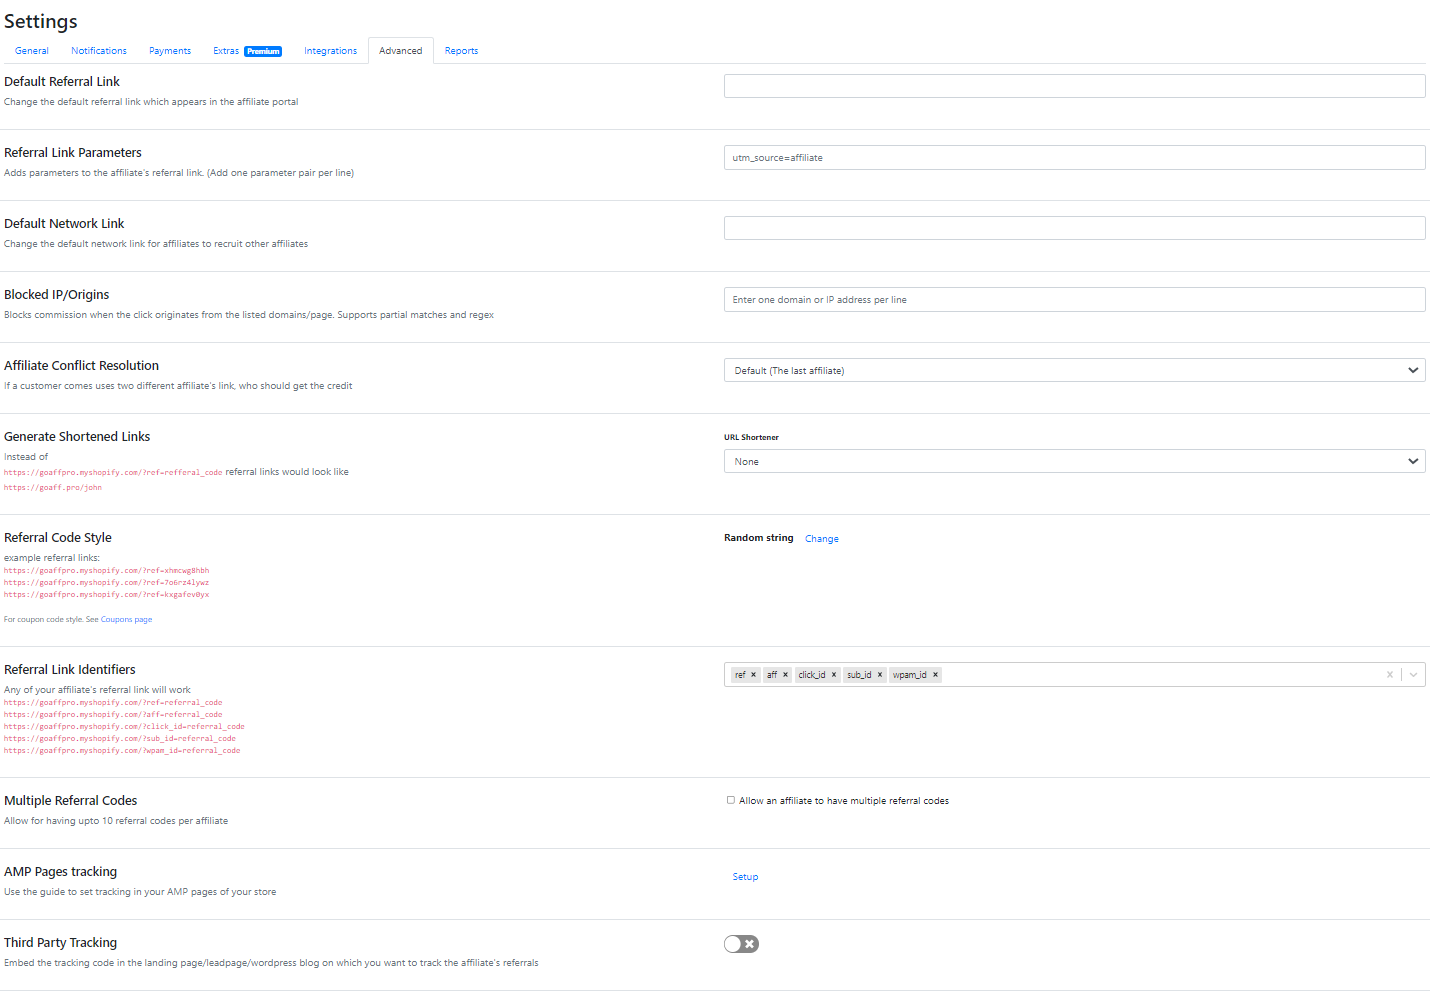 Settings
General Notifications Payments Extras Premium Integrations Advanced Reports
Default Referral Link
Change the default referral link which appears in the affiliate portal
Referral Link Parameters
utm_source=affiliate
Adds parameters to the affiliate's referral link. (Add one parameter pair per line)
Default Network Link
Change the default network link for affiliates to recruit other affiliates
Blocked IP/Origins
Enter one domain or IP address per line
Blocks commission when the click originates from the listed domains/page. Supports partial matches and regex
Affiliate Conflict Resolution
Default (The last affiliate)
If a customer comes uses two different affiliate's link, who should get the credit
Generate Shortened Links
URL Shortener
Instead of
None
https://goaffpro.myshopify.com/?ref=refferal_code referral links would look like
https://goaff.pro/john
Referral Code Style
Random string Change
example referral links:
https://goaffpro.myshopify.com/?ref=xhmcwg8hbh
https://goaffpro.myshopify.com/?ref=7o6rz4lywz
https://goaffpro.myshopify.com/?ref=kxgafev0yx
For coupon code style. See Coupons page
Referral Link Identifiers
ref × aff × click_id × sub_id × wpam_id ×
Any of your affiliate's referral link will work
https://goaffpro.myshopify.com/?ref=referral_code
https://goaffpro.myshopify.com/?aff=referral_code
https://goaffpro.myshopify.com/?click_id=referral_code
https://goaffpro.myshopify.com/?sub_id=referral_code
https://goaffpro.myshopify.com/?wpam_id=referral_code
Multiple Referral Codes
Allow an affiliate to have multiple referral codes
Allow for having upto 10 referral codes per affiliate
AMP Pages tracking
Setup
Use the guide to set tracking in your AMP pages of your store
Third Party Tracking
Embed the tracking code in the landing page/leadpage/wordpress blog on which you want to track the affiliate's referrals